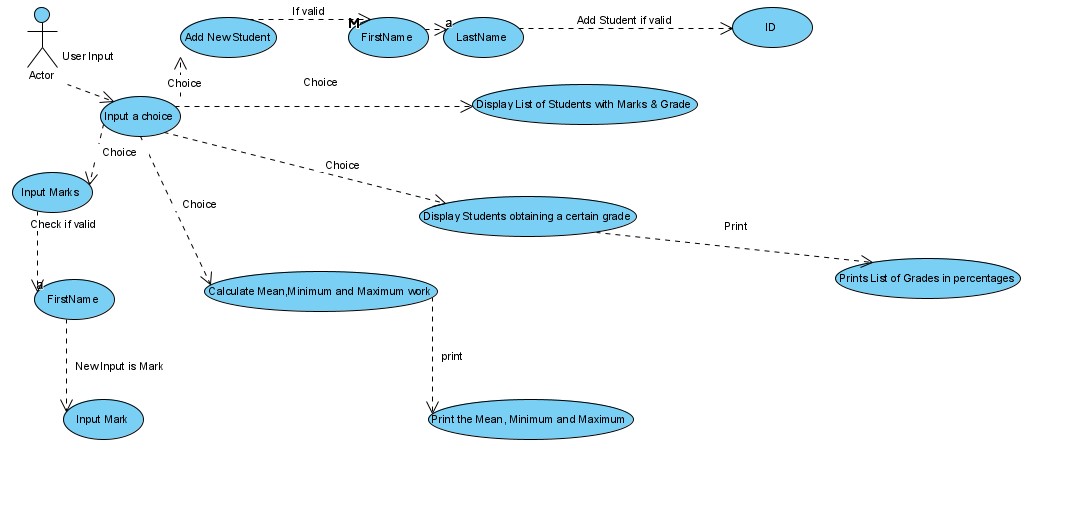 If valid
M
a
Add Student if valid
ID
Add New Student
FirstName
LastName
User Input
Actor
Choice
Choice
Display List of Students with Marks & Grade
Input a choice
Choice
Choice
Input Marks
Choice
Display Students obtaining a certain grade
Check if valid
Print
Prints List of Grades in percentages
a
FirstName
Calculate Mean,Minimum and Maximum work
New Input is Mark
print
Input Mark
Print the Mean, Minimum and Maximum